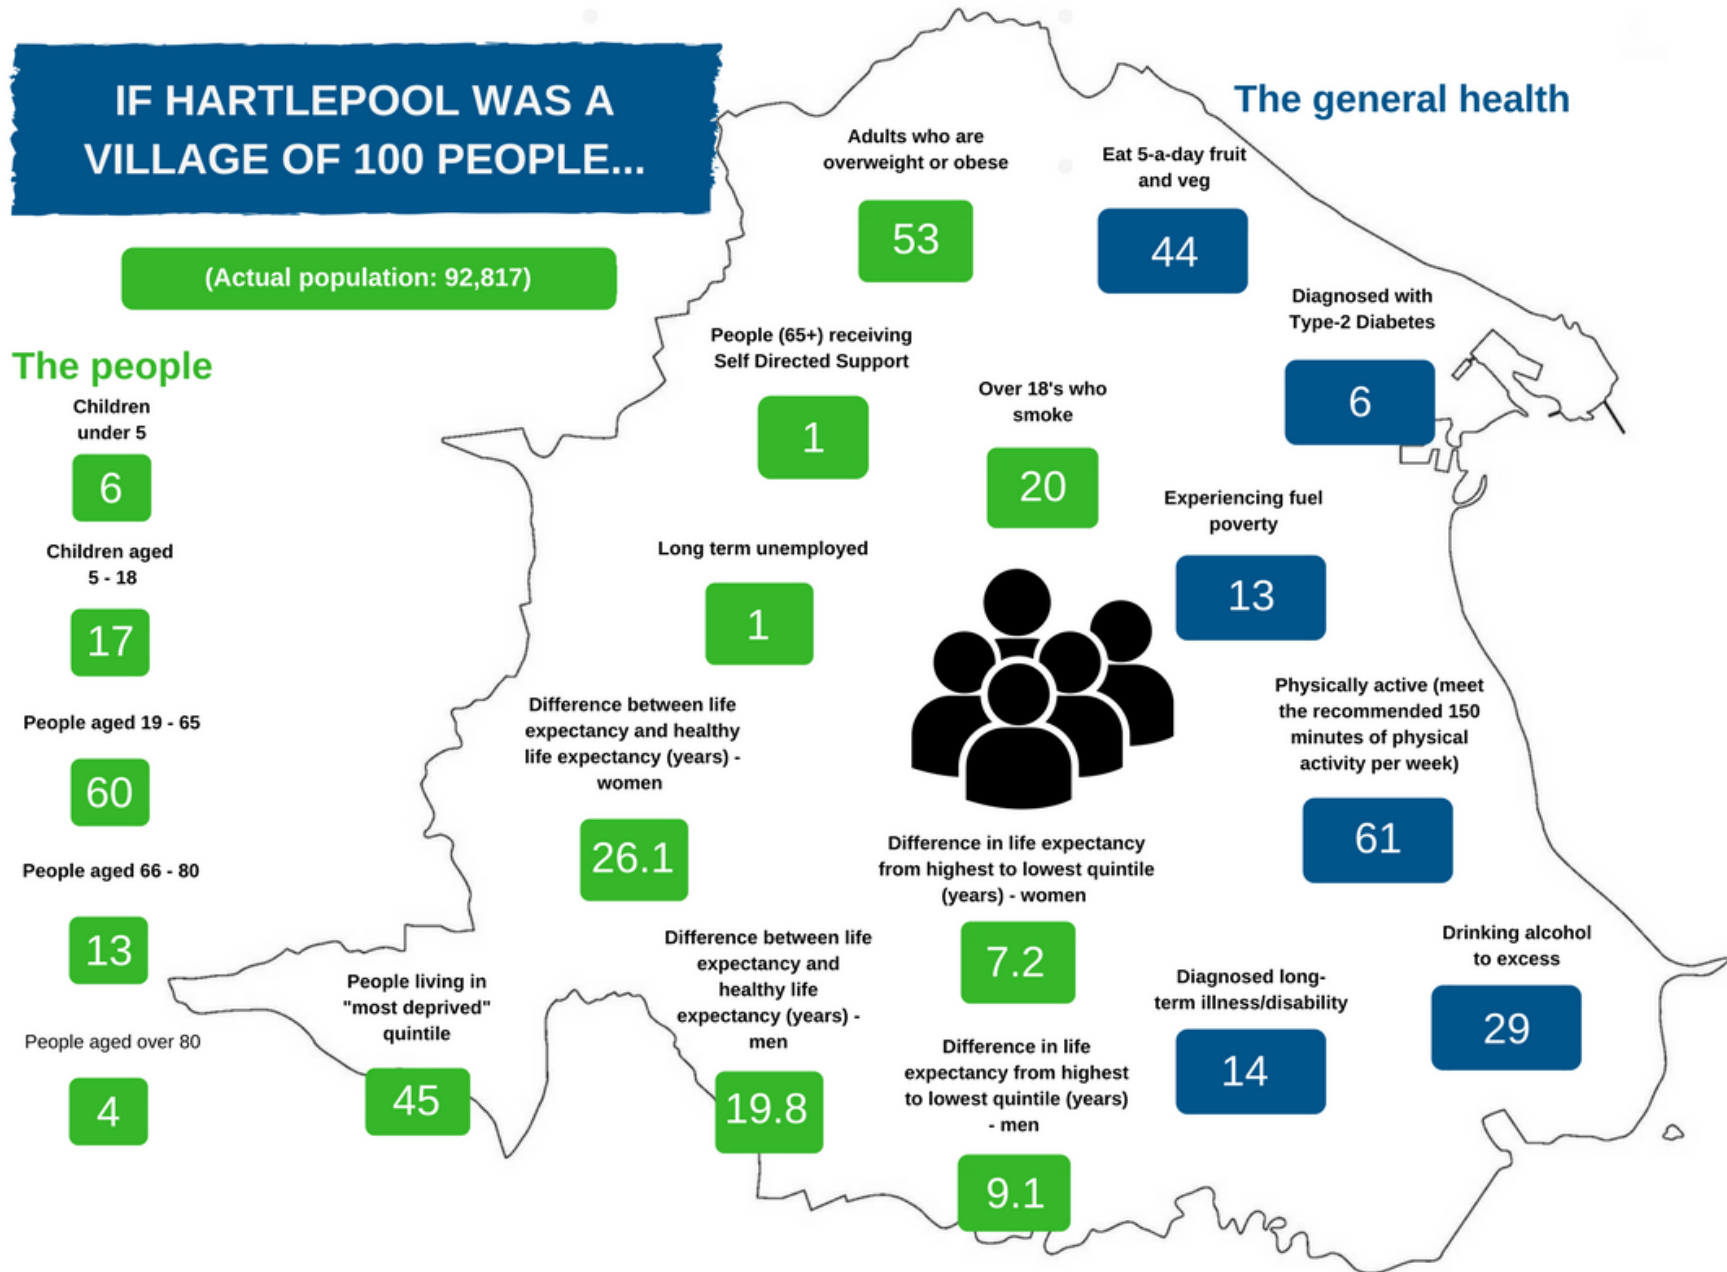 IF HARTLEPOOL WAS A
VILLAGE OF 100 PEOPLE...
(Actual population: 92,817)
The people
Children
under 5
6
Children aged
5 - 18
17
People aged 19 - 65
60
People aged 66 - 80
13
People aged over 80
4
People living in
"most deprived"
quintile
45
Adults who are
overweight or obese
53
People (65+) receiving
Self Directed Support
1
Over 18's who
smoke
20
Long term unemployed
1
Difference between life
expectancy and healthy
life expectancy (years) -
women
26.1
Difference between life
expectancy and
healthy life
expectancy (years) -
men
19.8
Difference in life expectancy
from highest to lowest quintile
(years) - women
7.2
Difference in life
expectancy from highest
to lowest quintile (years)
- men
9.1
The general health
Eat 5-a-day fruit
and veg
44
Diagnosed with
Type-2 Diabetes
6
Experiencing fuel
poverty
13
Physically active (meet
the recommended 150
minutes of physical
activity per week)
61
Drinking alcohol
to excess
29
Diagnosed long-
term illness/disability
14